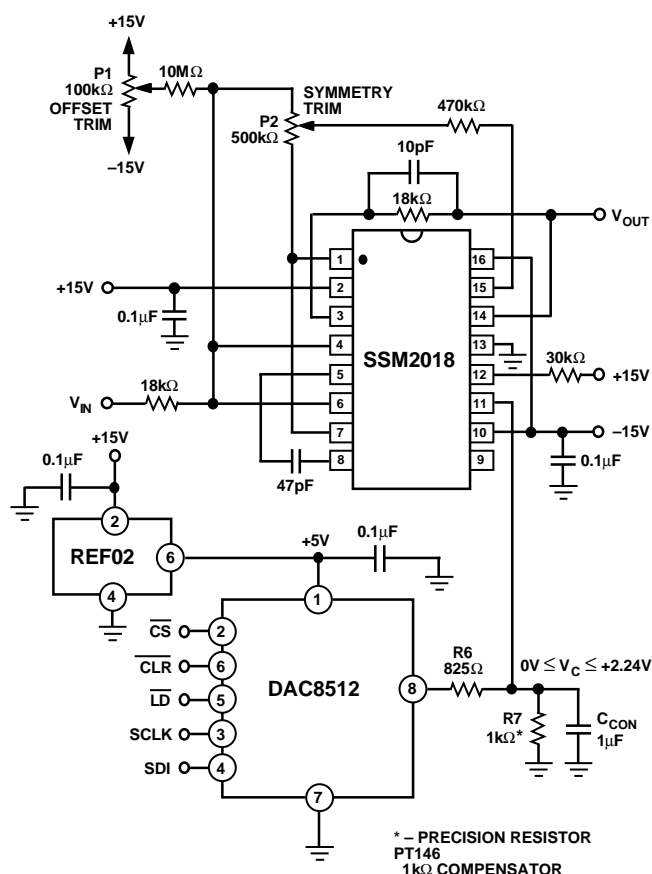 +15V
P1
100kΩ
OFFSET
TRIM
–15V
10MΩ
SYMMETRY
TRIM
P2
500kΩ
470kΩ
10pF
18kΩ
VOUT
+15V
0.1µF
1
2
3
4
5
6
7
8
SSM2018
16
15
14
13
12
11
10
9
30kΩ
+15V
–15V
0.1µF
VIN
18kΩ
47pF
+15V
0.1µF
2
REF02
6
4
+5V
0.1µF
1
CS
2
CLR
6
LD
5
SCLK
3
SDI
4
DAC8512
8
7
R6
825Ω
0V ≤ VC ≤ +2.24V
R7
1kΩ*
CCON
1µF
* – PRECISION RESISTOR
PT146
1kΩ COMPENSATOR